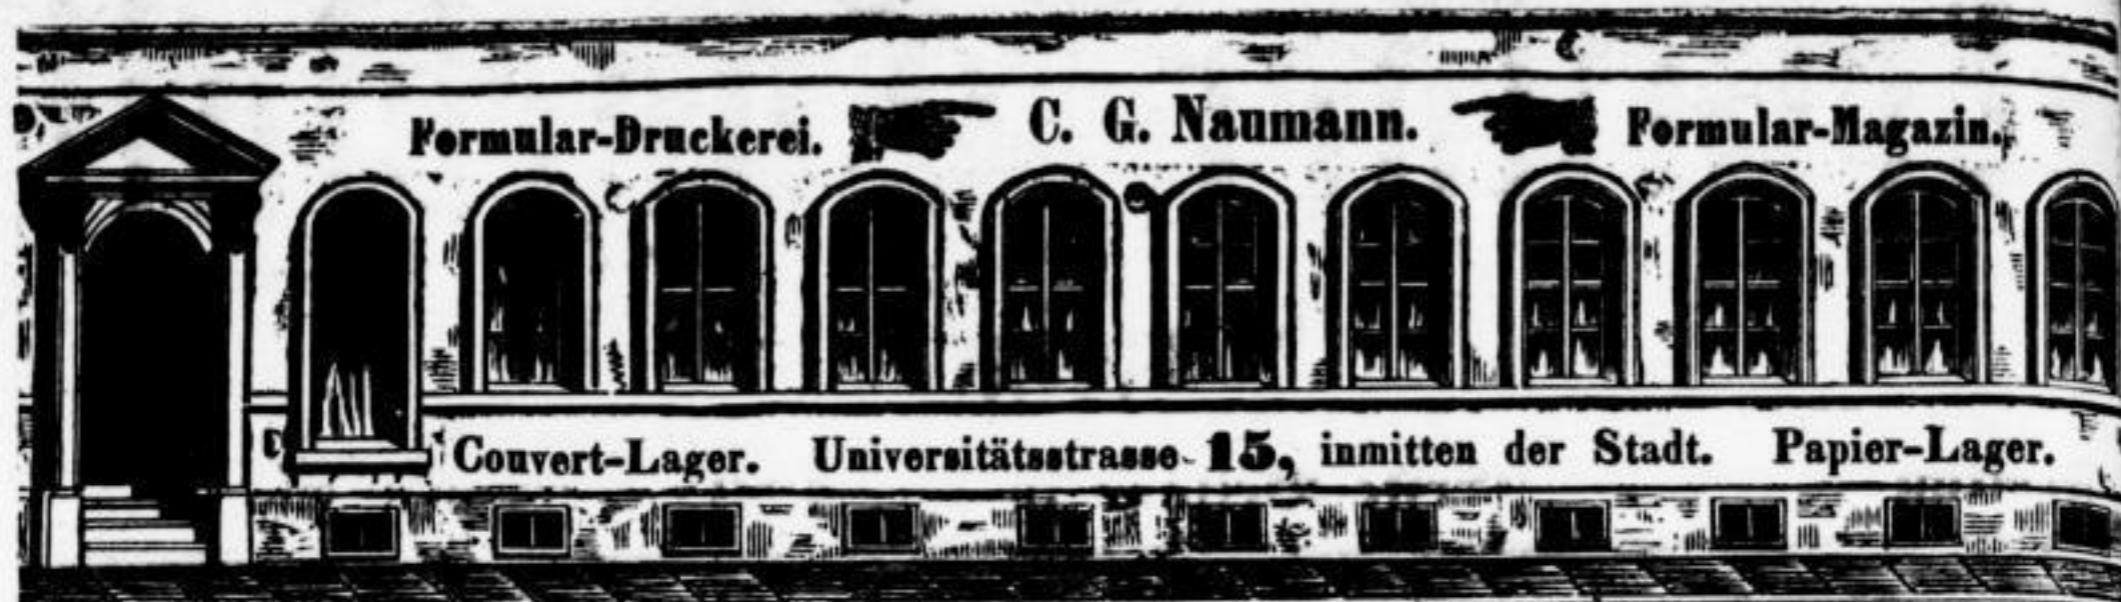 Formular-Druckerei. C. G. Naumann. Formular-Magazin.
Couvert-Lager. Universitätsstrasse 15, inmitten der Stadt. Papier-Lager.